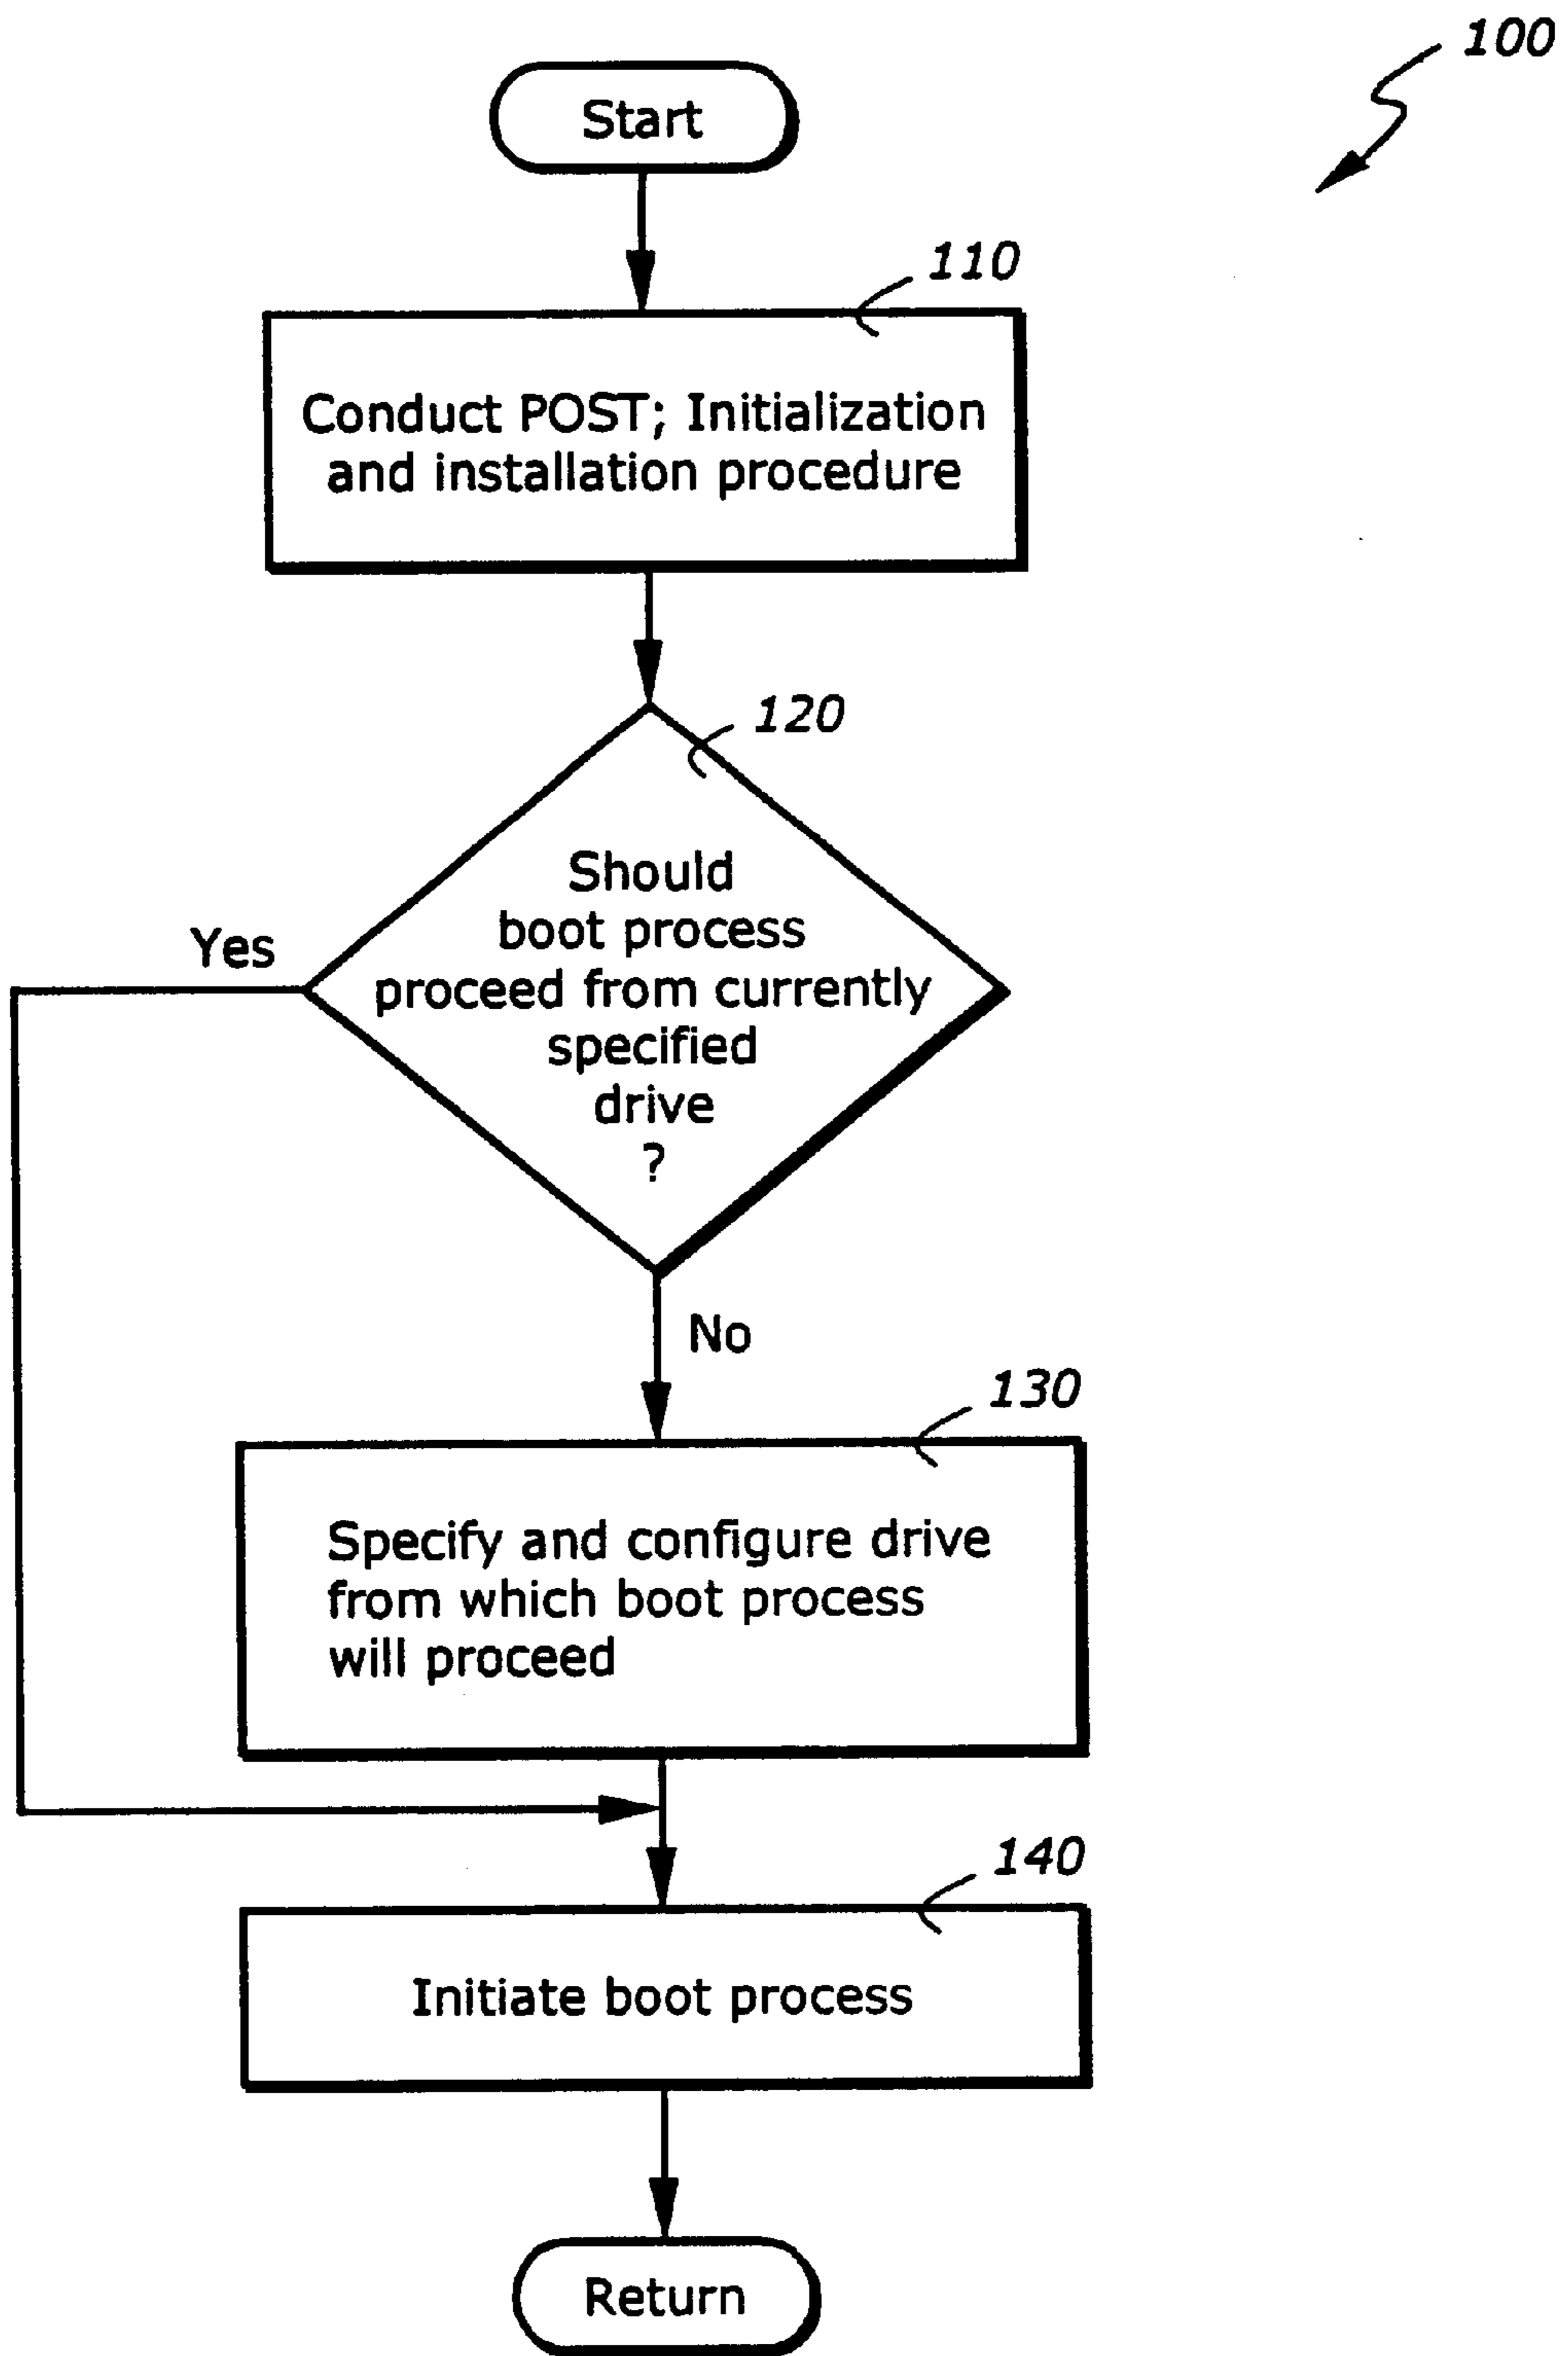 100
Start
110
Conduct POST; Initialization
and installation procedure
120
Should
boot process
proceed from currently
specified
drive
?
Yes
No
130
Specify and configure drive
from which boot process
will proceed
140
Initiate boot process
Return